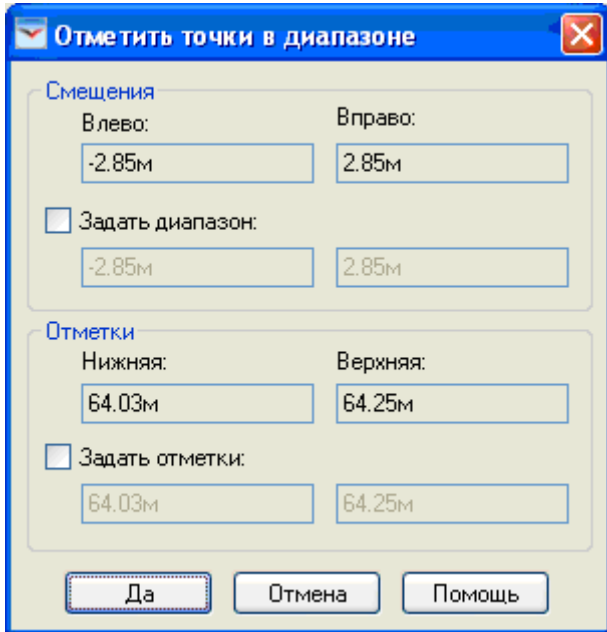 Отметить точки в диапазоне
Смещения
Влево: Вправо:
-2.85м 2.85м
Задать диапазон:
-2.85м 2.85м
Отметки
Нижняя: Верхняя:
64.03м 64.25м
Задать отметки:
64.03м 64.25м
Да Отмена Помощь